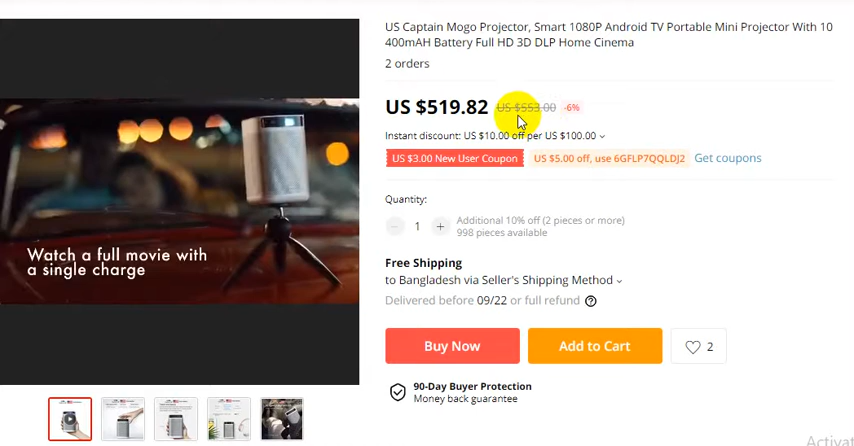 US Captain Mogo Projector, Smart 1080P Android TV Portable Mini Projector With 10
400mAH Battery Full HD 3D DLP Home Cinema
2 orders
US $519.82 US $553.00 -6%
Instant discount: US $10.00 off per US $100.00
US $3.00 New User Coupon US $5.00 off, use 6GFLP7QQLDJ2 Get coupons
Quantity:
1 Additional 10% off (2 pieces or more)
998 pieces available
Watch a full movie with
a single charge
Free Shipping
to Bangladesh via Seller's Shipping Method
Delivered before 09/22 or full refund
Buy Now Add to Cart 2
90-Day Buyer Protection
Money back guarantee
Activat